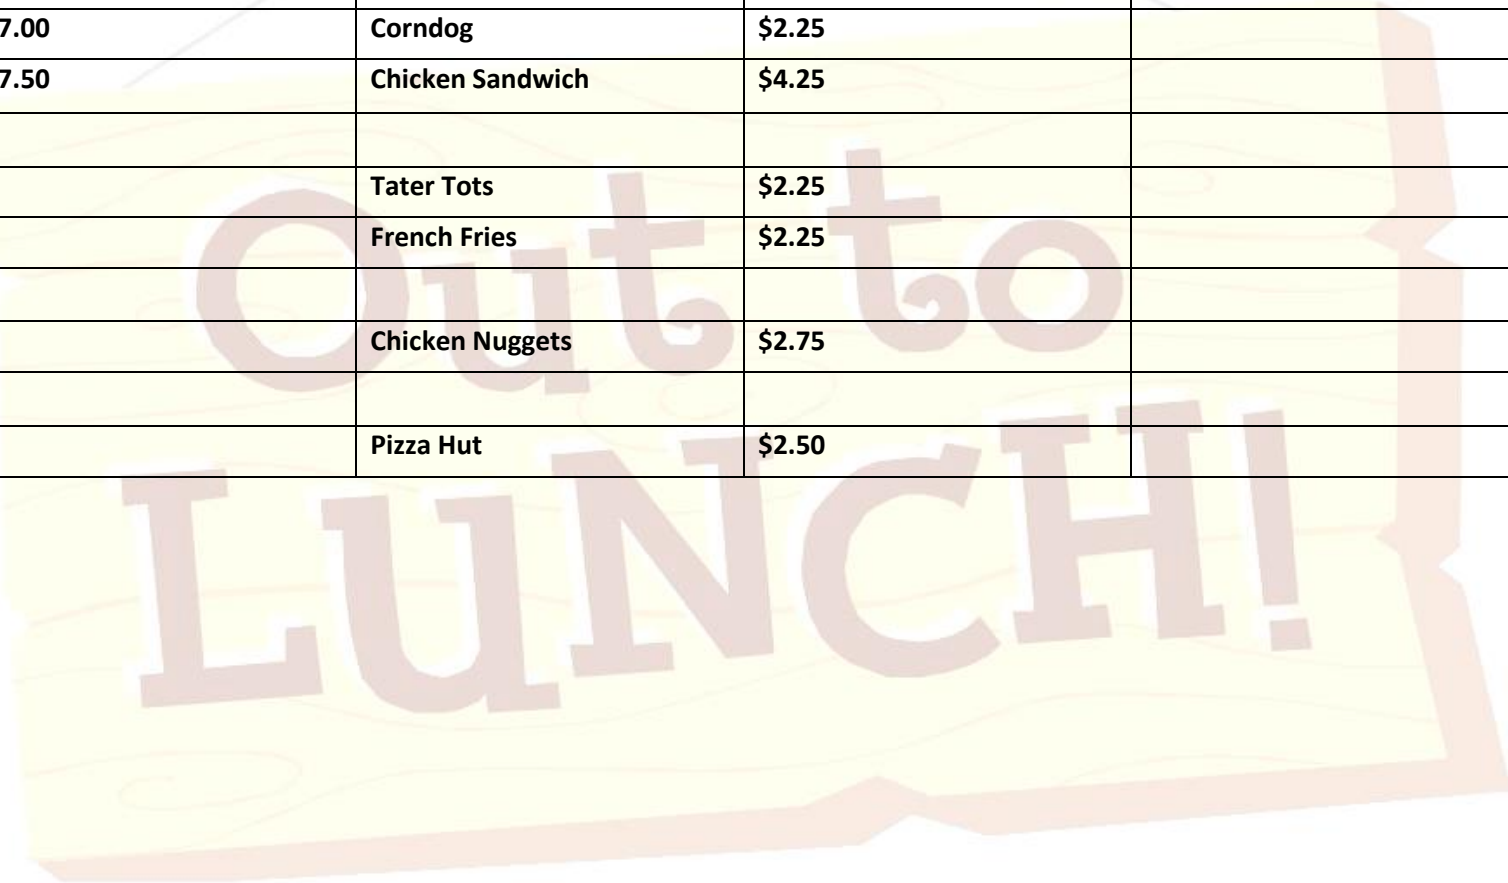 7.00 Corndog $2.25
7.50 Chicken Sandwich $4.25
Tater Tots $2.25
French Fries $2.25
Chicken Nuggets $2.75
Pizza Hut $2.50
Out to
LuNCH!